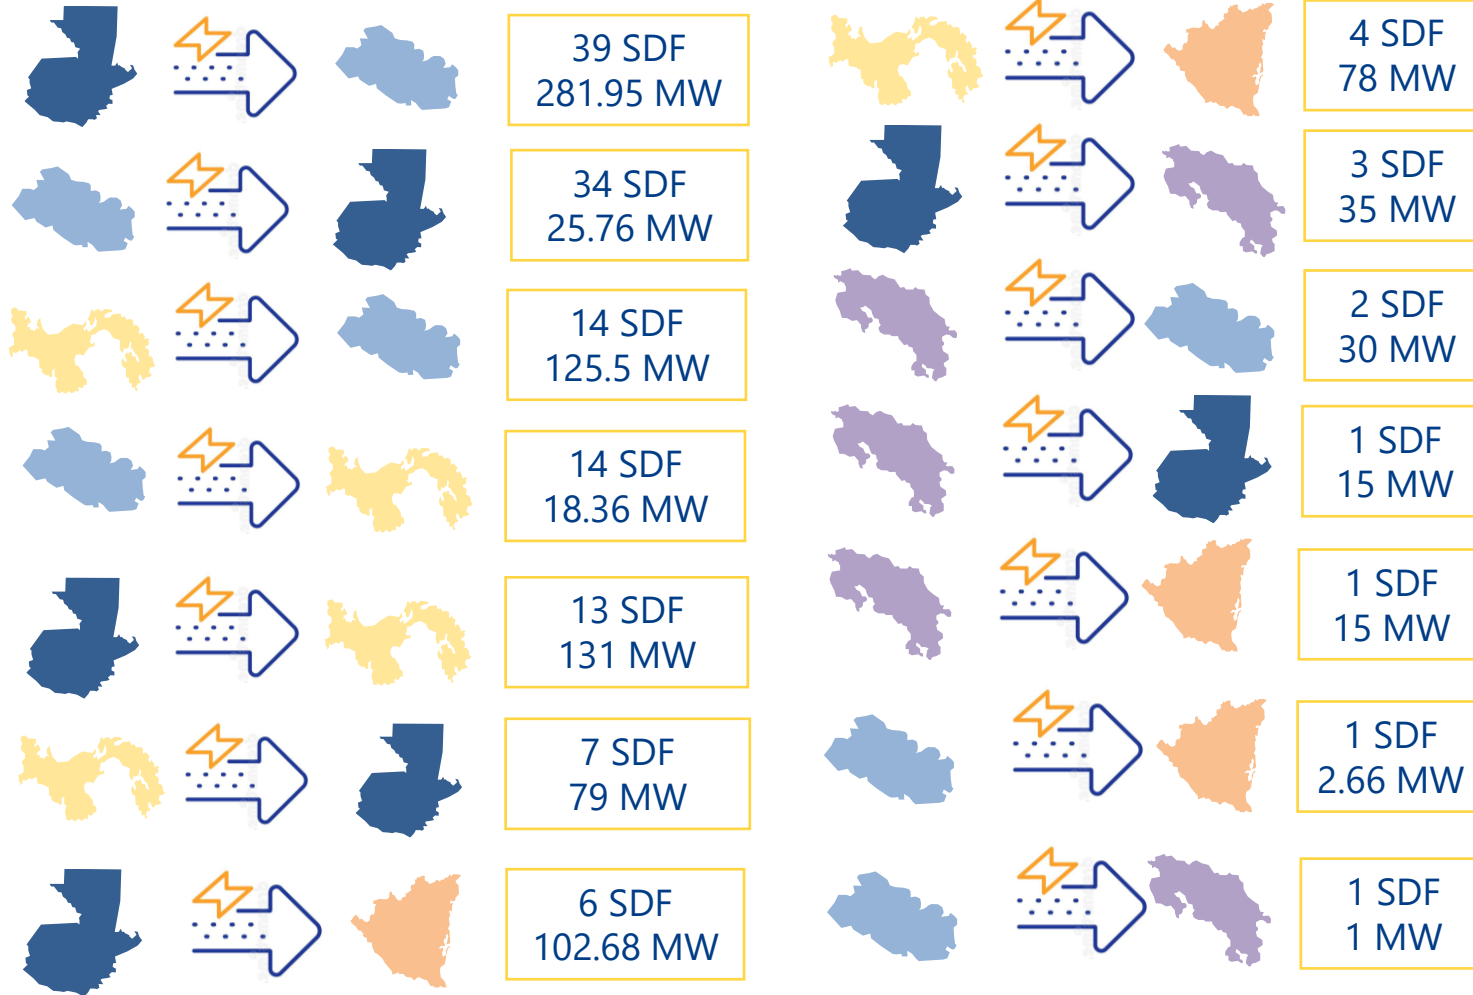 39 SDF
281.95 MW
34 SDF
25.76 MW
14 SDF
125.5 MW
14 SDF
18.36 MW
13 SDF
131 MW
7 SDF
79 MW
6 SDF
102.68 MW
4 SDF
78 MW
3 SDF
35 MW
2 SDF
30 MW
1 SDF
15 MW
1 SDF
15 MW
1 SDF
2.66 MW
1 SDF
1 MW